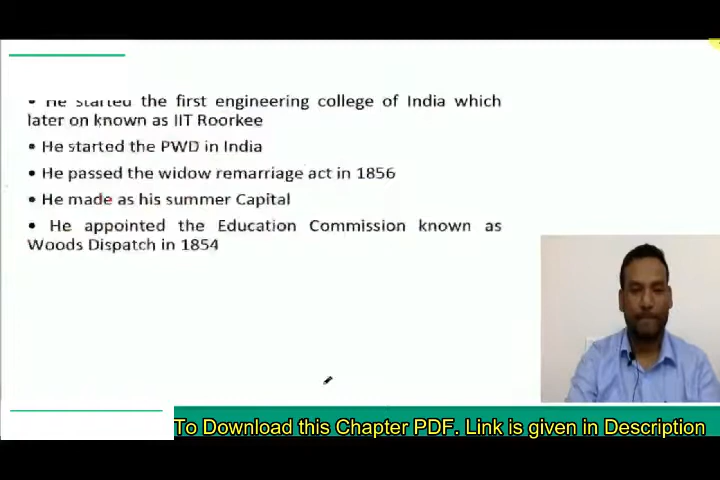 • He started the first engineering college of India which
later on known as IIT Roorkee
• He started the PWD in India
• He passed the widow remarriage act in 1856
• He made as his summer Capital
• He appointed the Education Commission known as
Woods Dispatch in 1854
To Download this Chapter PDF. Link is given in Description